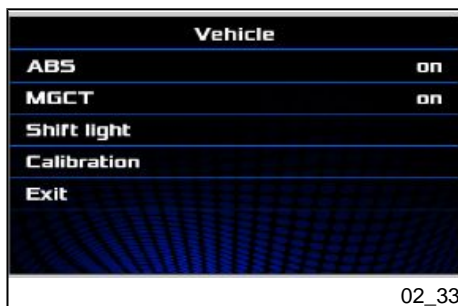 Vehicle
ABS on
MGCT on
Shift light
Calibration
Exit
02_33